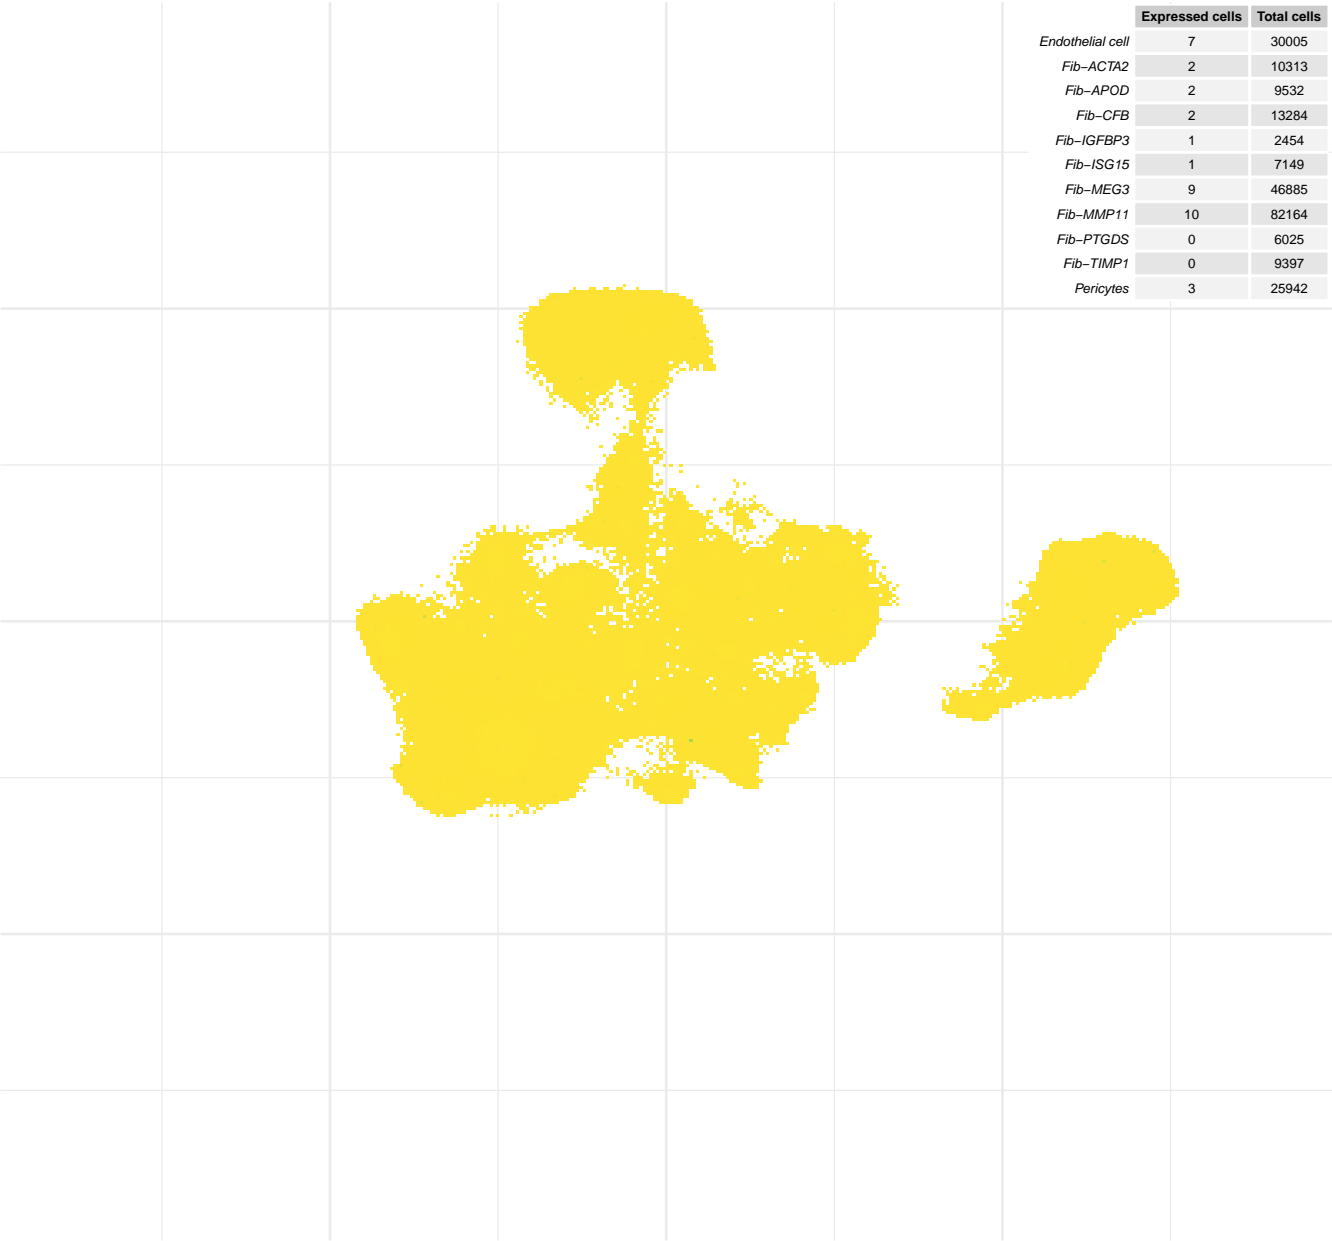 Expressed cells Total cells
Endothelial cell 7 30005
Fib−ACTA2 2 10313
Fib−APOD 2 9532
Fib−CFB 2 13284
Fib−IGFBP3 1 2454
Fib−ISG15 1 7149
Fib−MEG3 9 46885
Fib−MMP11 10 82164
Fib−PTGDS 0 6025
Fib−TIMP1 0 9397
Pericytes 3 25942